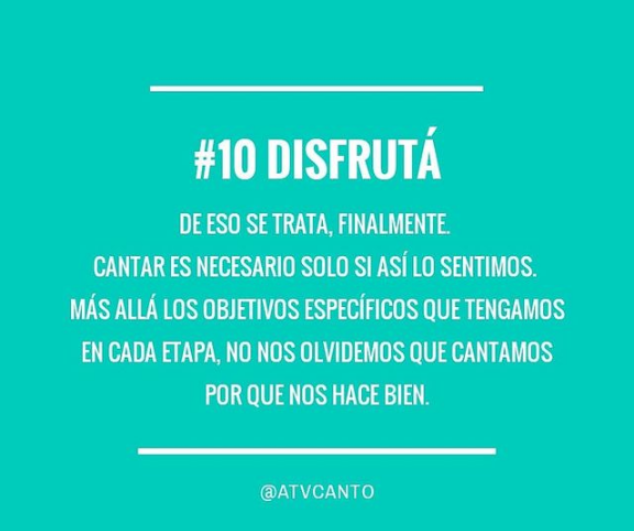 #10 DISFRUTÁ
DE ESO SE TRATA, FINALMENTE.
CANTAR ES NECESARIO SOLO SI ASÍ LO SENTIMOS.
MÁS ALLÁ LOS OBJETIVOS ESPECÍFICOS QUE TENGAMOS
EN CADA ETAPA, NO NOS OLVIDEMOS QUE CANTAMOS
POR QUE NOS HACE BIEN.
@ATVCANTO